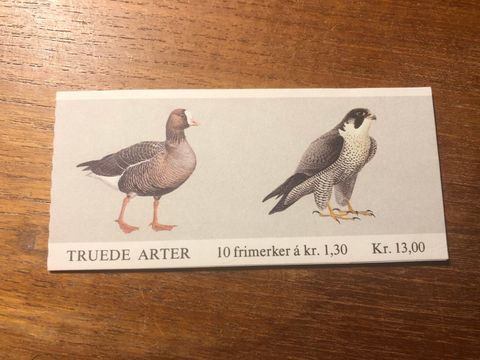 TRUEDE ARTER 10 frimerker á kr. 1,30 Kr. 13,00